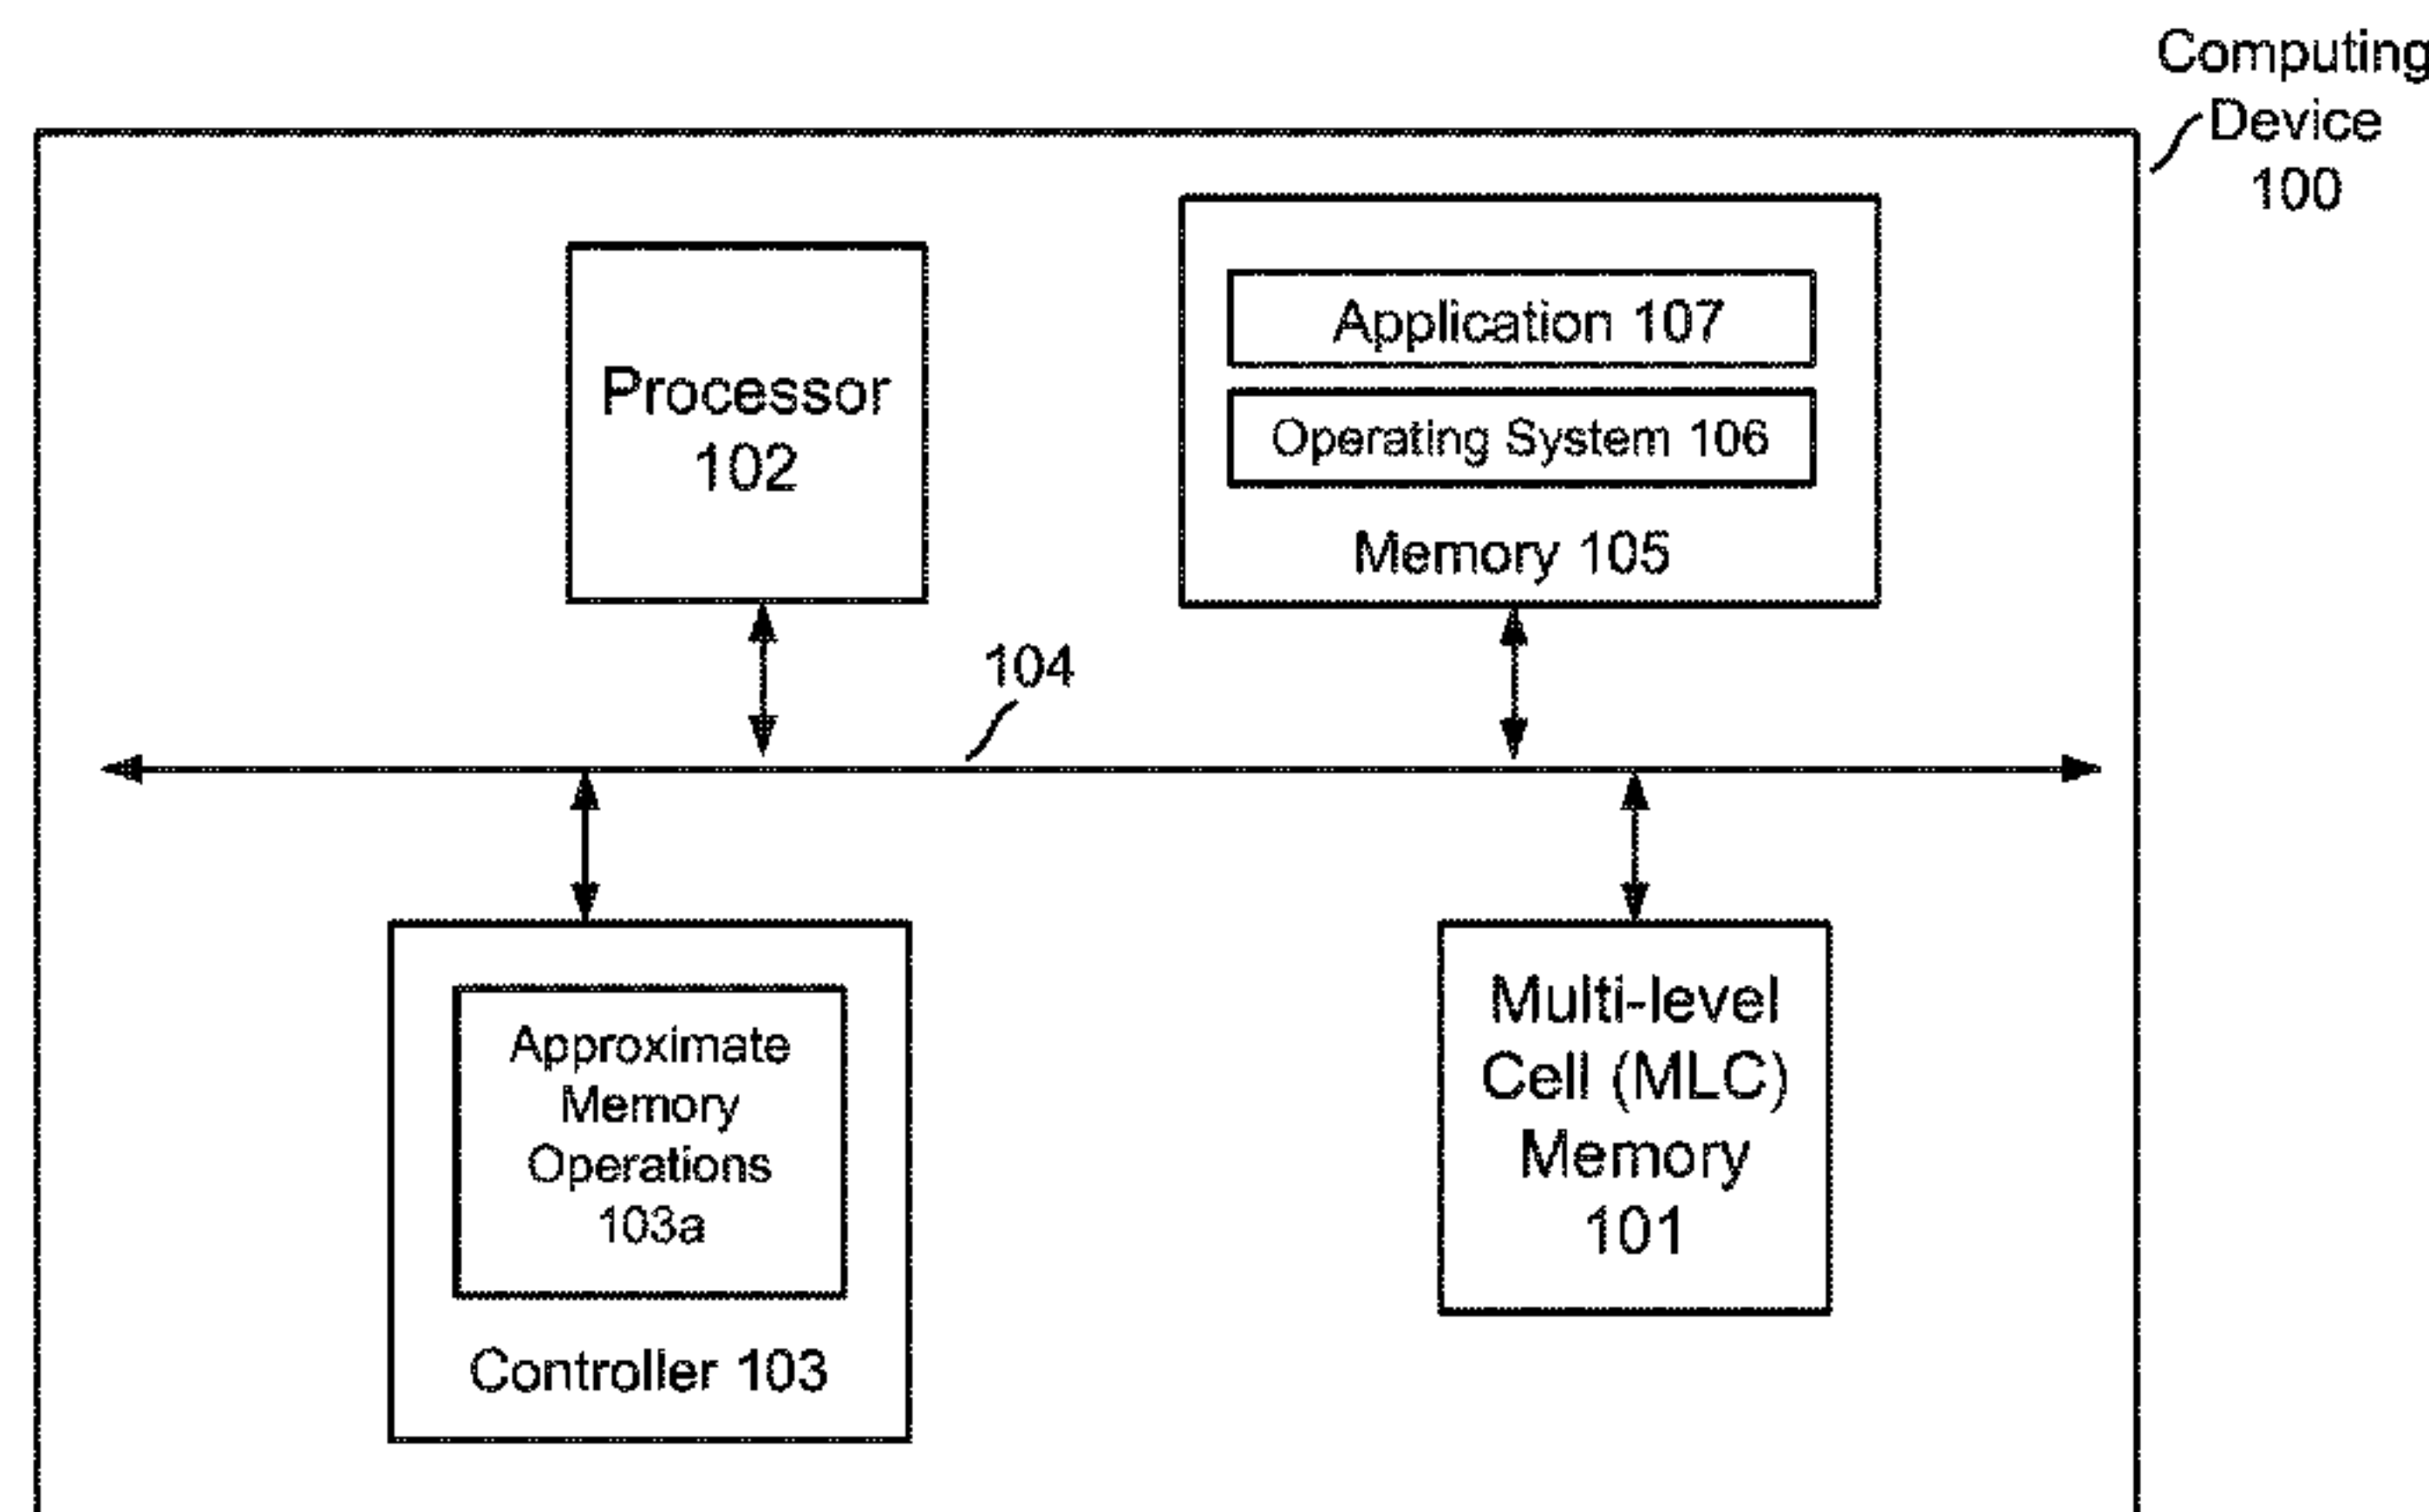 Computing
Device
100
Processor
102
Application 107
Operating System 106
Memory 105
104
Approximate
Memory
Operations
103a
Controller 103
Multi-level
Cell (MLC)
Memory
101